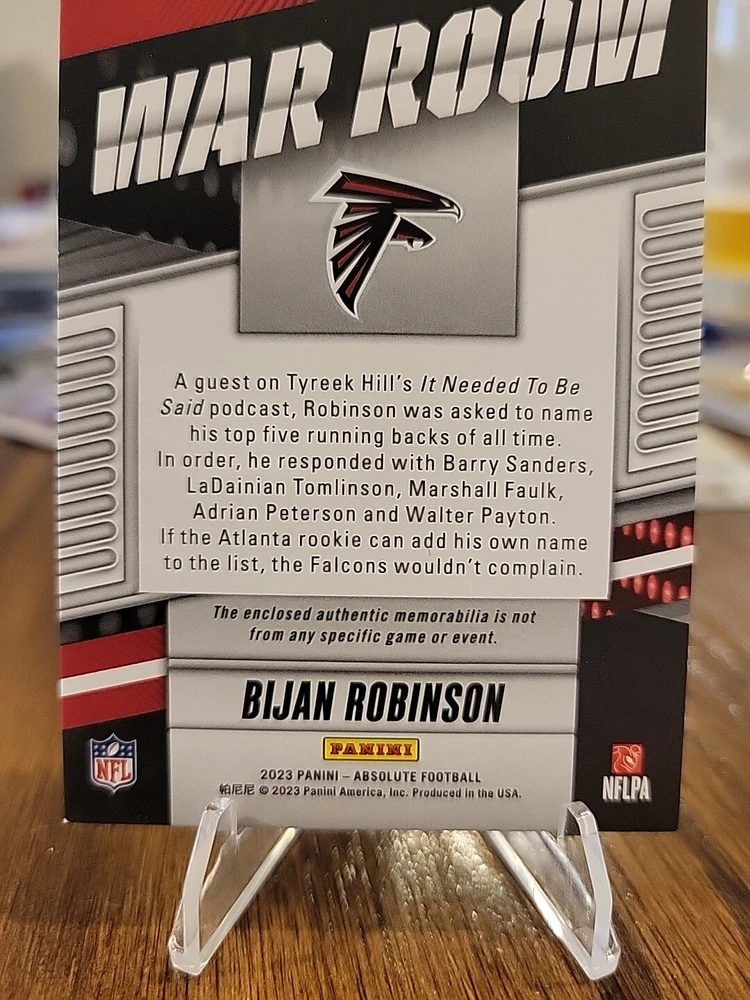 WAR ROOM
A guest on Tyreek Hill's It Needed To Be
Said podcast, Robinson was asked to name
his top five running backs of all time.
In order, he responded with Barry Sanders,
LaDainian Tomlinson, Marshall Faulk,
Adrian Peterson and Walter Payton.
If the Atlanta rookie can add his own name
to the list, the Falcons wouldn't complain.
The enclosed authentic memorabilia is not
from any specific game or event.
BIJAN ROBINSON
PANINI
NFL
2023 PANINI – ABSOLUTE FOOTBALL
帕尼尼 © 2023 Panini America, Inc. Produced in the USA.
NFLPA